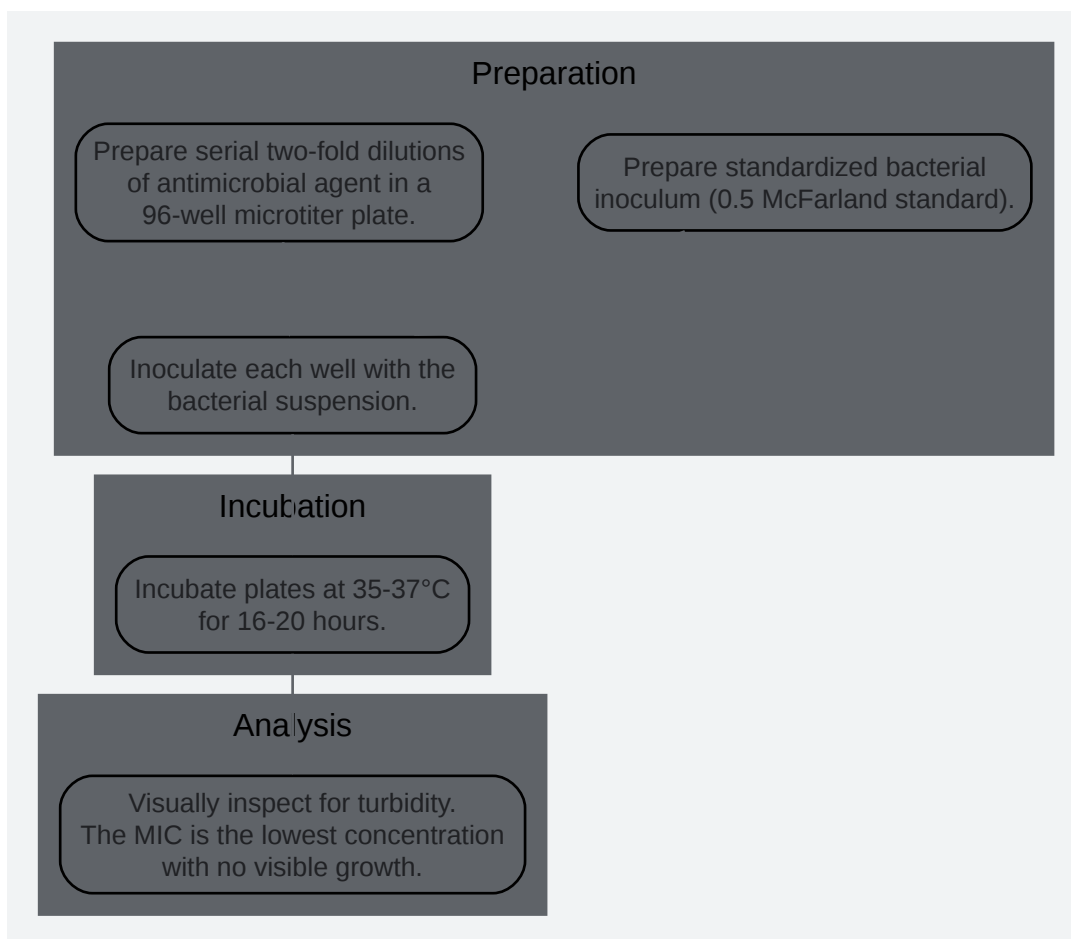 Preparation
Prepare serial two-fold dilutions
of antimicrobial agent in a
96-well microtiter plate.
Prepare standardized bacterial
inoculum (0.5 McFarland standard).
Inoculate each well with the
bacterial suspension.
Incubation
Incubate plates at 35-37°C
for 16-20 hours.
Analysis
Visually inspect for turbidity.
The MIC is the lowest concentration
with no visible growth.